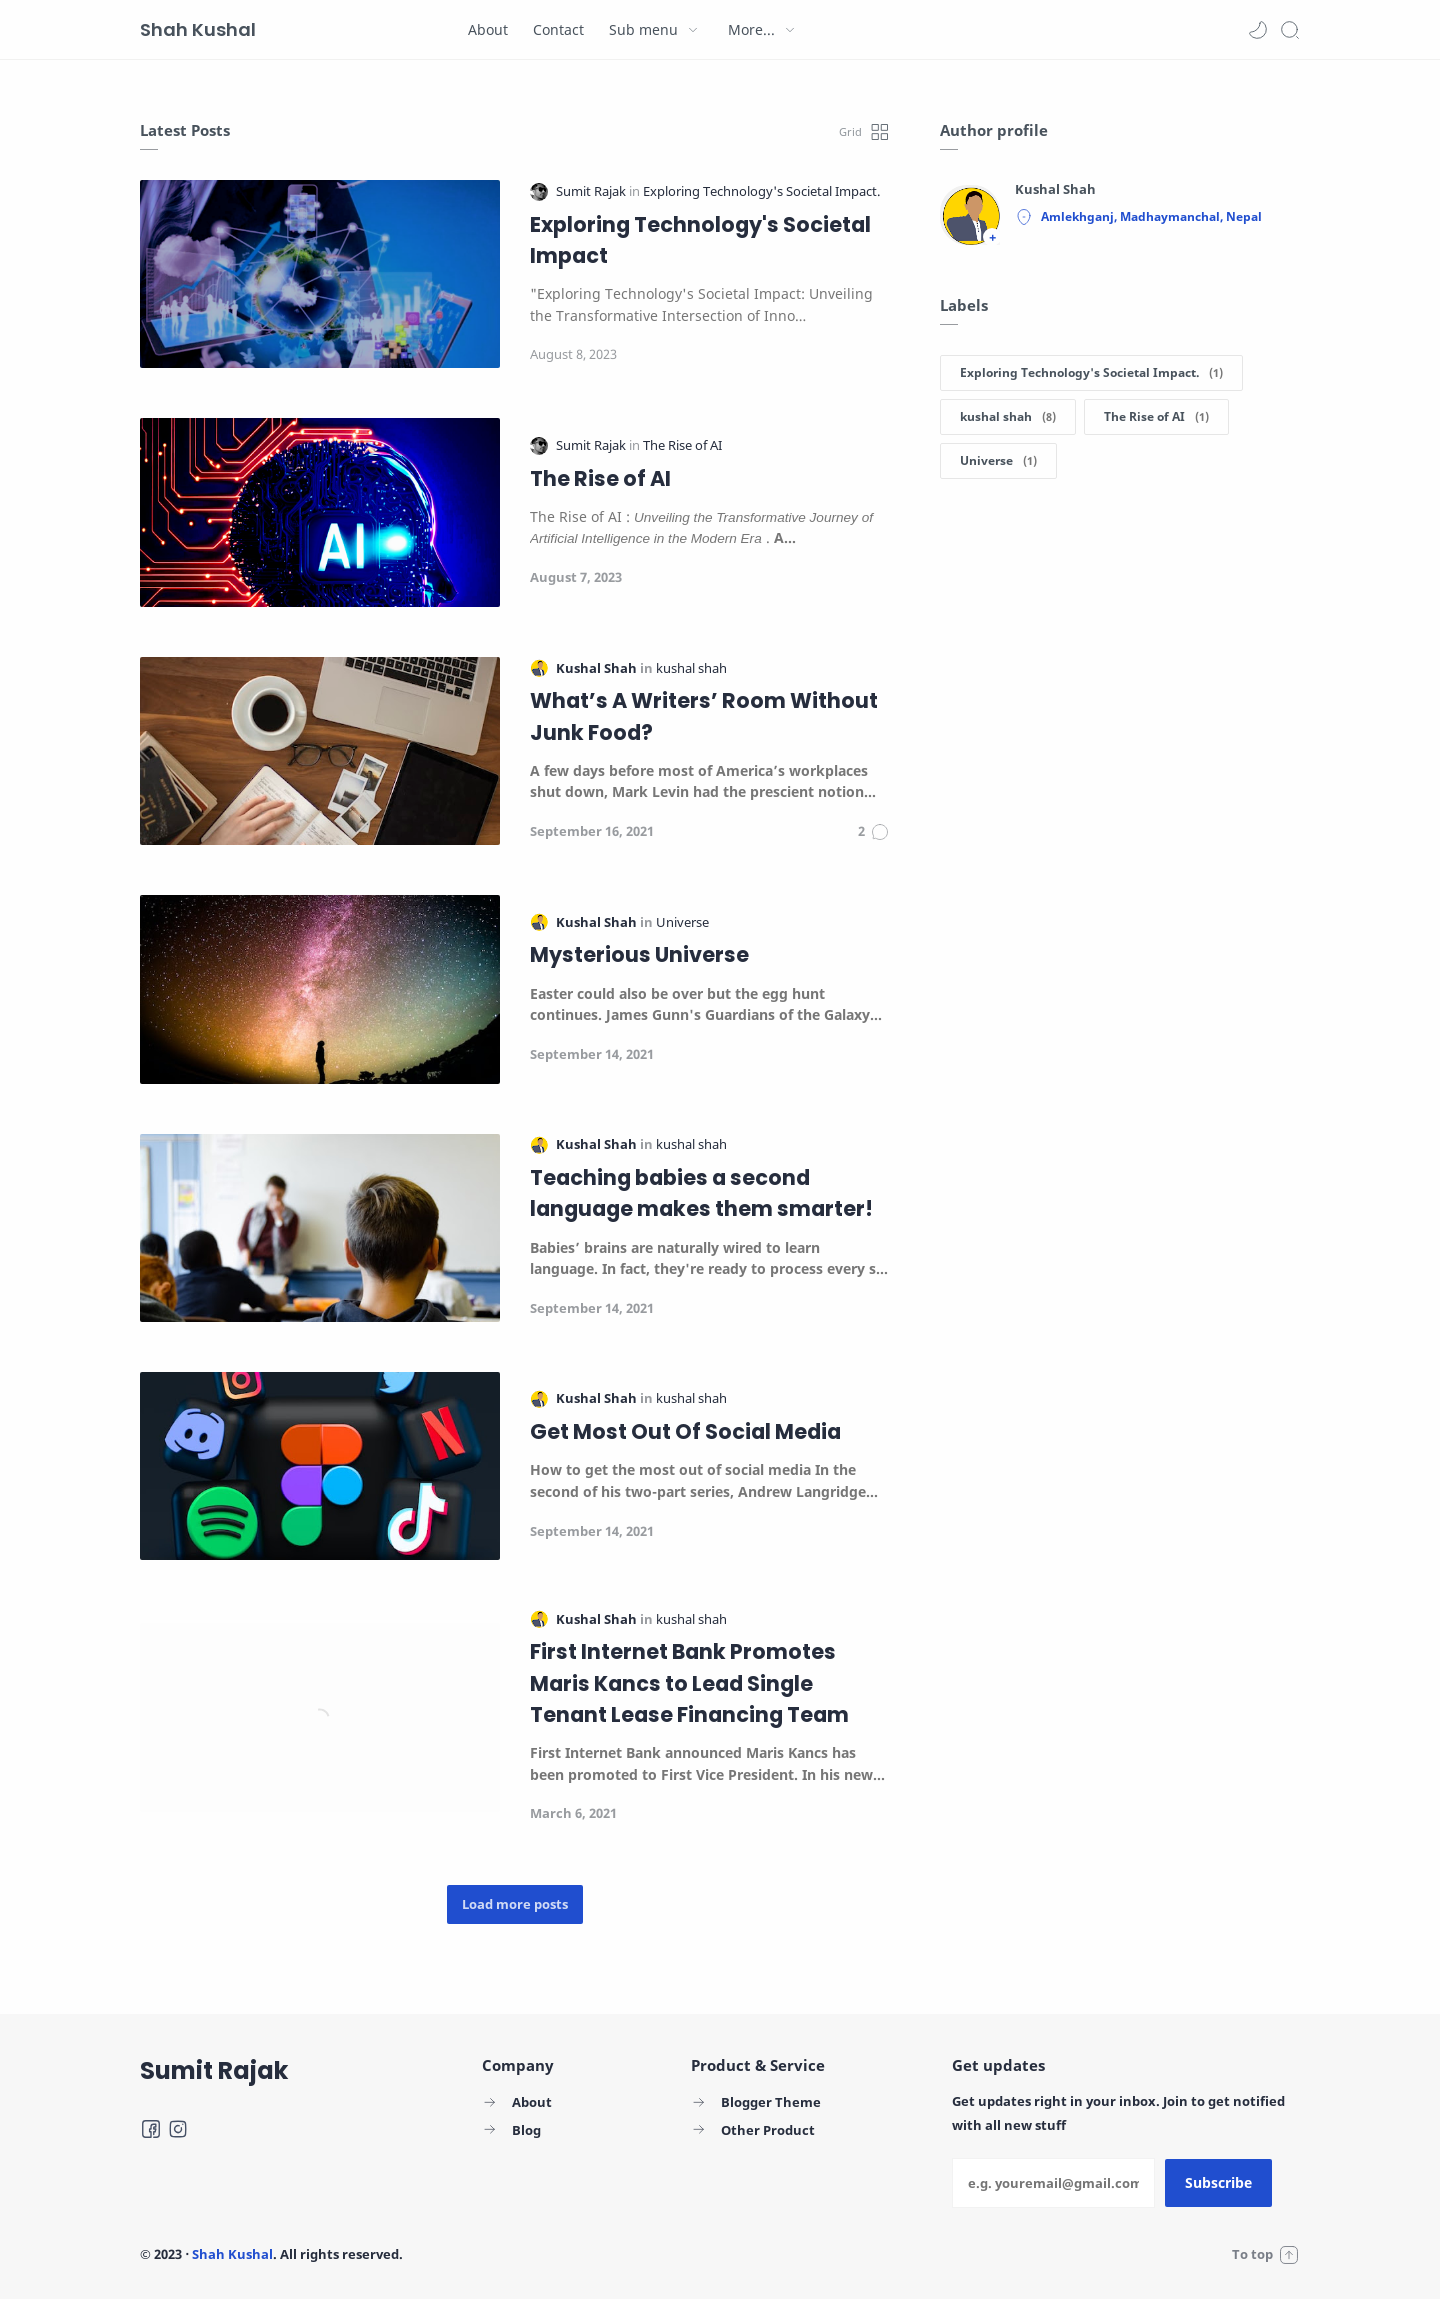 Shah Kushal
About
Contact
Sub menu
More...
Latest Posts
Grid
Sumit Rajak in Exploring Technology's Societal Impact.
Exploring Technology's Societal
Impact
"Exploring Technology's Societal Impact: Unveiling
the Transformative Intersection of Inno…
August 8, 2023
AI
Sumit Rajak in The Rise of AI
The Rise of AI
The Rise of AI : Unveiling the Transformative Journey of
Artificial Intelligence in the Modern Era . A…
August 7, 2023
Kushal Shah in kushal shah
What’s A Writers’ Room Without
Junk Food?
A few days before most of America’s workplaces
shut down, Mark Levin had the prescient notion…
September 16, 2021
2
Kushal Shah in Universe
Mysterious Universe
Easter could also be over but the egg hunt
continues. James Gunn's Guardians of the Galaxy…
September 14, 2021
Kushal Shah in kushal shah
Teaching babies a second
language makes them smarter!
Babies’ brains are naturally wired to learn
language. In fact, they're ready to process every s…
September 14, 2021
Kushal Shah in kushal shah
Get Most Out Of Social Media
How to get the most out of social media In the
second of his two-part series, Andrew Langridge…
September 14, 2021
Kushal Shah in kushal shah
First Internet Bank Promotes
Maris Kancs to Lead Single
Tenant Lease Financing Team
First Internet Bank announced Maris Kancs has
been promoted to First Vice President. In his new…
March 6, 2021
Load more posts
Author profile
Kushal Shah
Amlekhganj, Madhaymanchal, Nepal
Labels
Exploring Technology's Societal Impact. (1)
kushal shah (8)
The Rise of AI (1)
Universe (1)
Sumit Rajak
Company
About
Blog
Product & Service
Blogger Theme
Other Product
Get updates
Get updates right in your inbox. Join to get notified
with all new stuff
e.g. youremail@gmail.com
Subscribe
© 2023 · Shah Kushal. All rights reserved.
To top